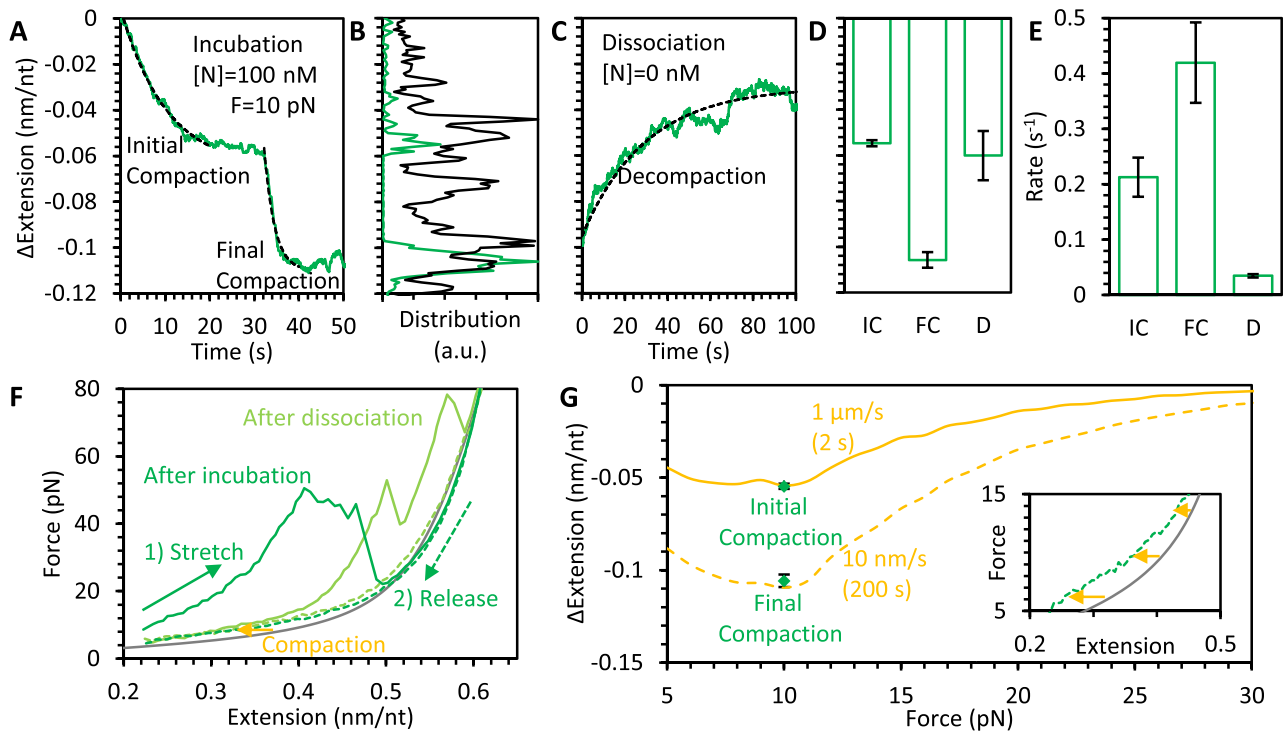 A
B
C
D
E
Incubation
[N]=100 nM
F=10 pN
Initial
Compaction
Final
Compaction
ΔExtension (nm/nt)
0
-0.02
-0.04
-0.06
-0.08
-0.1
-0.12
0 10 20 30 40 50
Time (s)
Distribution
(a.u.)
Dissociation
[N]=0 nM
Decompaction
0 20 40 60 80 100
Time (s)
IC FC D
Rate (s⁻¹)
0.5
0.4
0.3
0.2
0.1
0
IC FC D
F
Force (pN)
80
60
40
20
0
After dissociation
After incubation
1) Stretch
2) Release
Compaction
0.2 0.3 0.4 0.5 0.6
Extension (nm/nt)
G
ΔExtension (nm/nt)
0
-0.05
-0.1
-0.15
1 µm/s
(2 s)
Initial
Compaction
10 nm/s
(200 s)
Final
Compaction
Force
15
5
0.2 Extension 0.5
5 10 15 20 25 30
Force (pN)